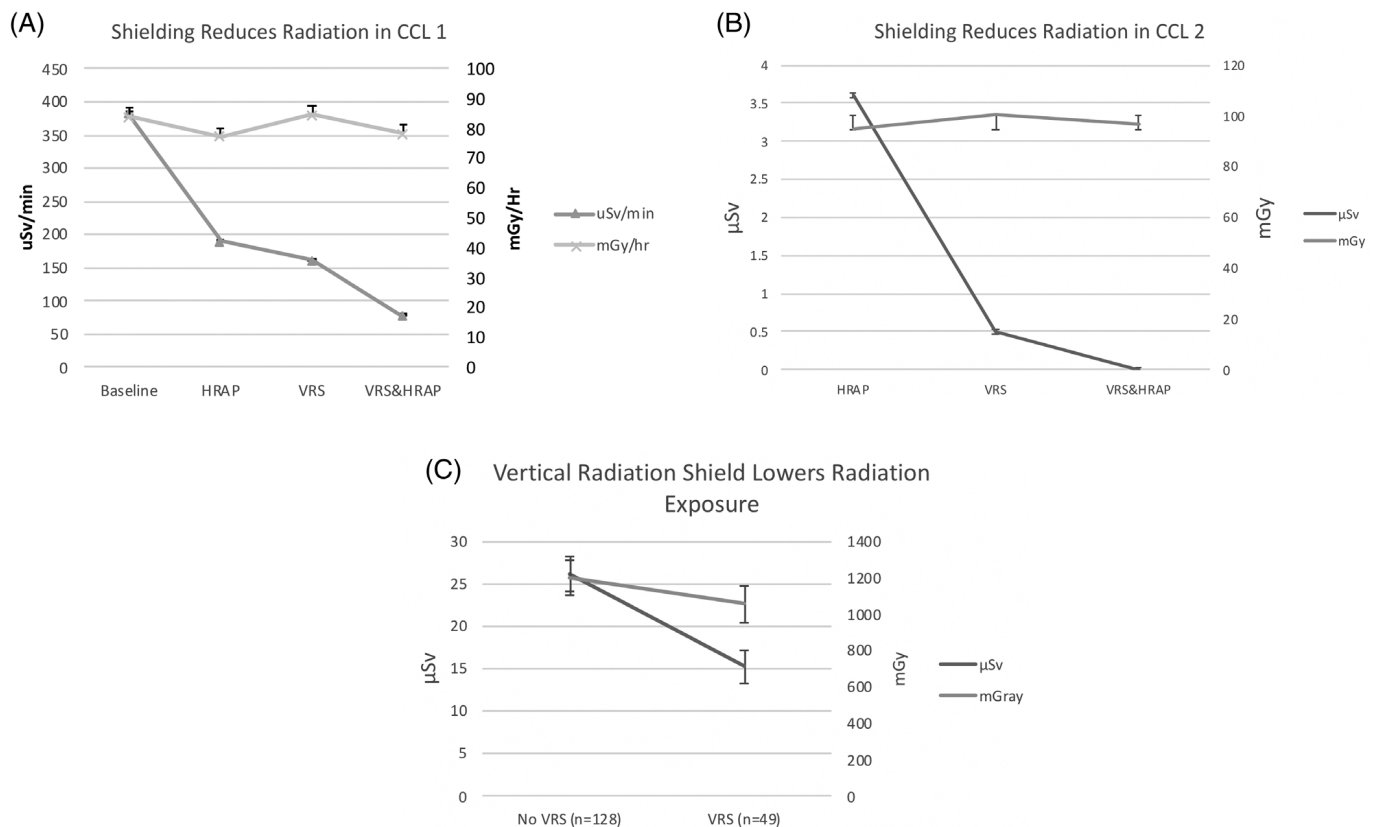 (A)
Shielding Reduces Radiation in CCL 1
450
400
350
300
250
200
150
100
50
0
uSv/min
100
90
80
70
60
50
40
30
20
10
0
mGy/Hr
Baseline HRAP VRS VRS&HRAP
uSv/min
mGy/hr
(B)
Shielding Reduces Radiation in CCL 2
4
3.5
3
2.5
2
1.5
1
0.5
0
μSv
120
100
80
60
40
20
0
mGy
HRAP VRS VRS&HRAP
μSv
mGy
(C)
Vertical Radiation Shield Lowers Radiation
Exposure
30
25
20
15
10
5
0
μSv
1400
1200
1000
800
600
400
200
0
mGy
No VRS (n=128) VRS (n=49)
μSv
mGray